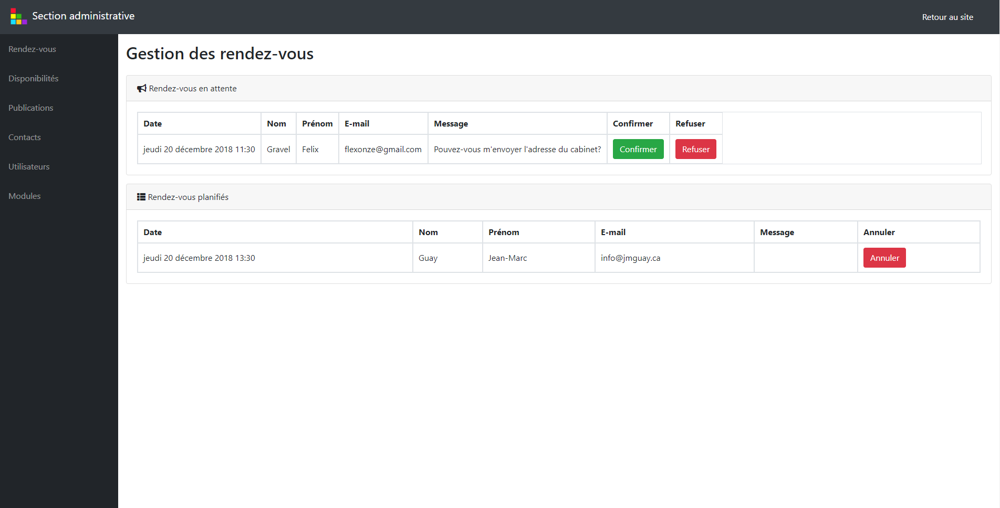 Section administrative
Retour au site
Rendez-vous
Disponibilités
Publications
Contacts
Utilisateurs
Modules
Gestion des rendez-vous
Rendez-vous en attente
Date Nom Prénom E-mail Message Confirmer Refuser
jeudi 20 décembre 2018 11:30 Gravel Felix flexonze@gmail.com Pouvez-vous m'envoyer l'adresse du cabinet? Confirmer Refuser
Rendez-vous planifiés
Date Nom Prénom E-mail Message Annuler
jeudi 20 décembre 2018 13:30 Guay Jean-Marc info@jmguay.ca Annuler